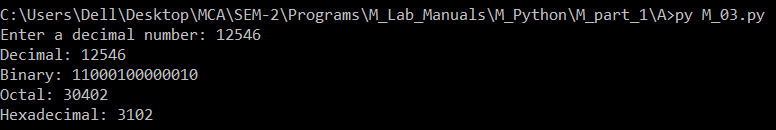 C:\Users\Dell\Desktop\MCA\SEM-2\Programs\M_Lab_Manuals\M_Python\M_part_1\A>py M_03.py
Enter a decimal number: 12546
Decimal: 12546
Binary: 11000100000010
Octal: 30402
Hexadecimal: 3102